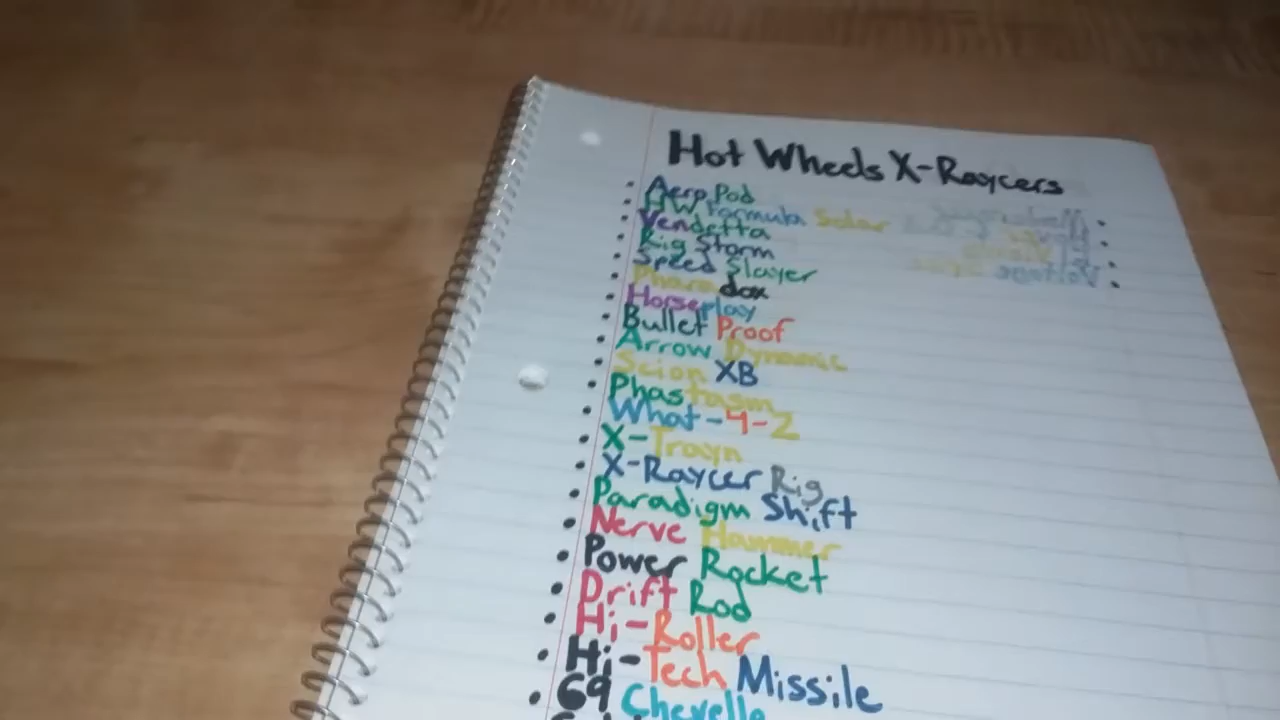 Hot Wheels X-Raycers
Aero Pod
HW Formula Solar
Vendetta
Rig Storm
Speed Slayer
Pharadox
Horseplay
Bullet Proof
Arrow Dynamic
Scion XB
Phastasm
What-4-2
X-Trayn
X-Raycer Rig
Paradigm Shift
Nerve Hammer
Power Rocket
Drift Rod
Hi-Roller
Hi-Tech Missile
69 Chevelle